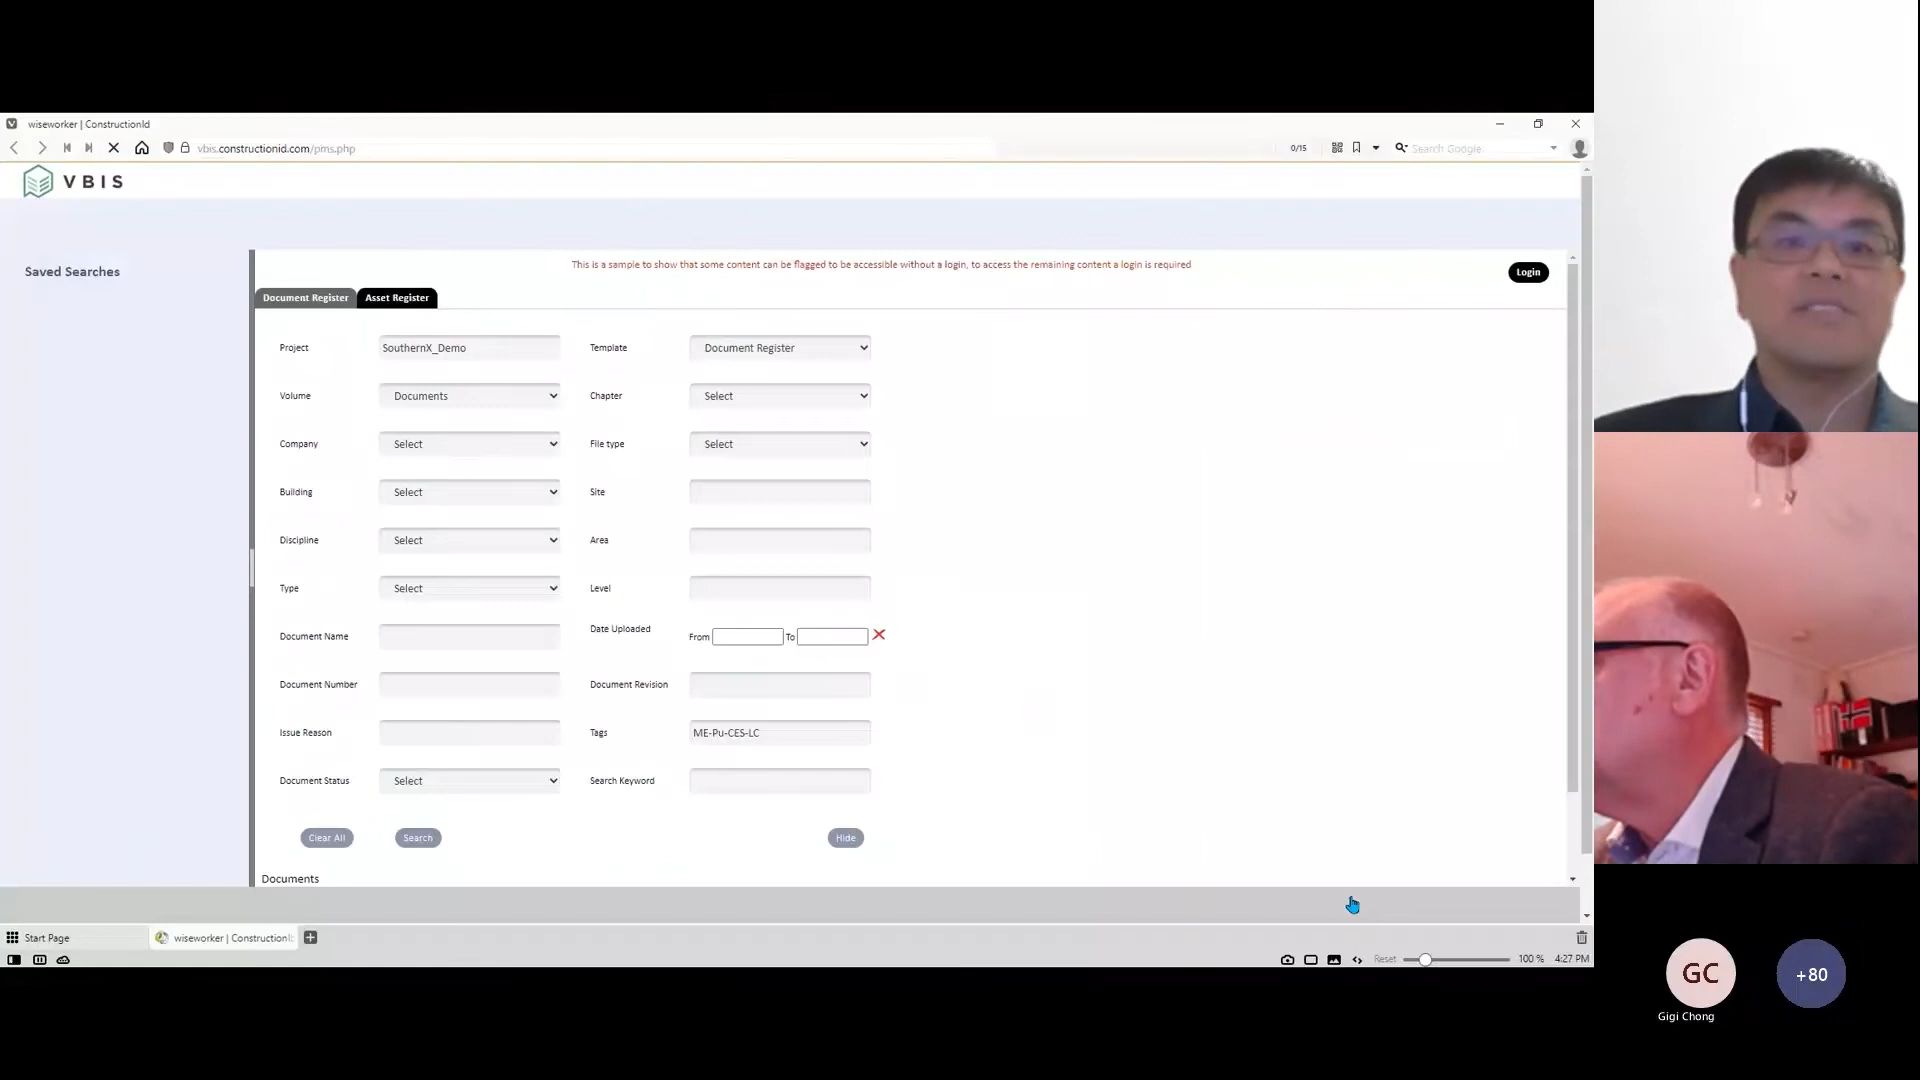 wiseworker | ConstructionId
vbis.constructionid.com/pms.php
0/15
Search Google
VBIS
Saved Searches
This is a sample to show that some content can be flagged to be accessible without a login, to access the remaining content a login is required
Login
Document Register
Asset Register
Project SouthernX_Demo Template Document Register
Volume Documents Chapter Select
Company Select File type Select
Building Select Site
Discipline Select Area
Type Select Level
Document Name Date Uploaded From To
Document Number Document Revision
Issue Reason Tags ME-Pu-CES-LC
Document Status Select Search Keyword
Clear All Search Hide
Documents
Start Page
wiseworker | Construction
Reset 100 % 4:27 PM
GC
+80
Gigi Chong